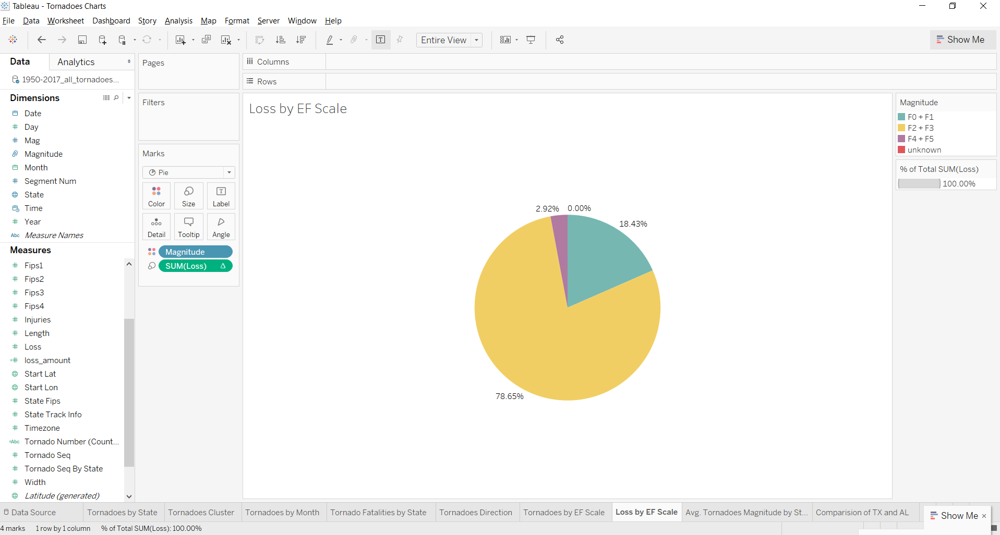 Tableau - Tornadoes Charts
File Data Worksheet Dashboard Story Analysis Map Format Server Window Help
Entire View
Show Me
Data
Analytics
1950-2017_all_tornadoes...
Dimensions
Date
Day
Mag
Magnitude
Month
Segment Num
State
Time
Year
Abc Measure Names
Measures
Fips1
Fips2
Fips3
Fips4
Injuries
Length
Loss
loss_amount
Start Lat
Start Lon
State Fips
State Track Info
Timezone
=Abc Tornado Number (Count...
Tornado Seq
Tornado Seq By State
Width
Latitude (generated)
Pages
Filters
Marks
Pie
Color Size Label
Detail Tooltip Angle
Magnitude
SUM(Loss) Δ
Columns
Rows
Loss by EF Scale
2.92% 0.00%
18.43%
78.65%
Magnitude
F0 + F1
F2 + F3
F4 + F5
unknown
% of Total SUM(Loss)
100.00%
Data Source Tornadoes by State Tornadoes Cluster Tornadoes by Month Tornado Fatalities by State Tornadoes Direction Tornadoes by EF Scale Loss by EF Scale Avg. Tornadoes Magnitude by St... Comparision of TX and AL
Show Me ×
4 marks 1 row by 1 column % of Total SUM(Loss): 100.00%